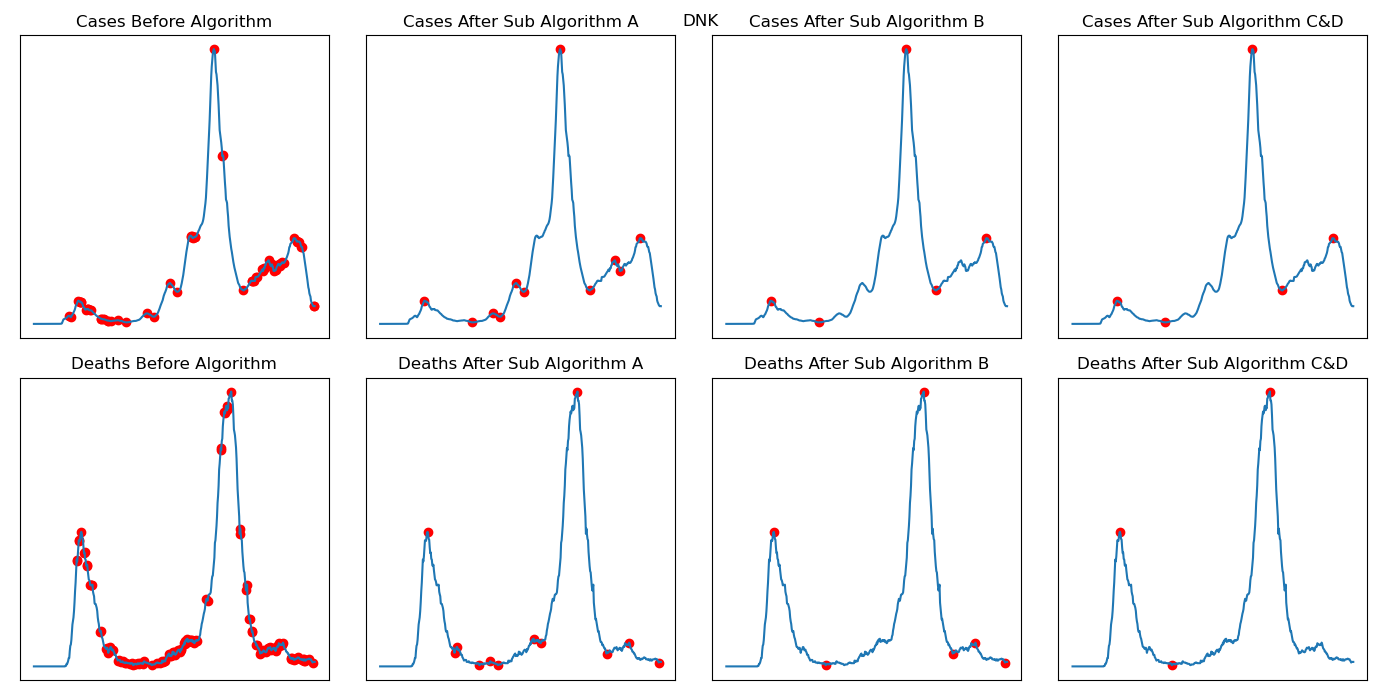 DNK
Cases Before Algorithm
Cases After Sub Algorithm A
Cases After Sub Algorithm B
Cases After Sub Algorithm C&D
Deaths Before Algorithm
Deaths After Sub Algorithm A
Deaths After Sub Algorithm B
Deaths After Sub Algorithm C&D